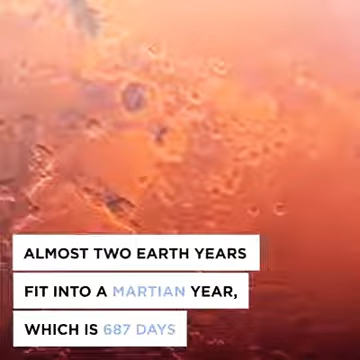 ALMOST TWO EARTH YEARS
FIT INTO A MARTIAN YEAR,
WHICH IS 687 DAYS